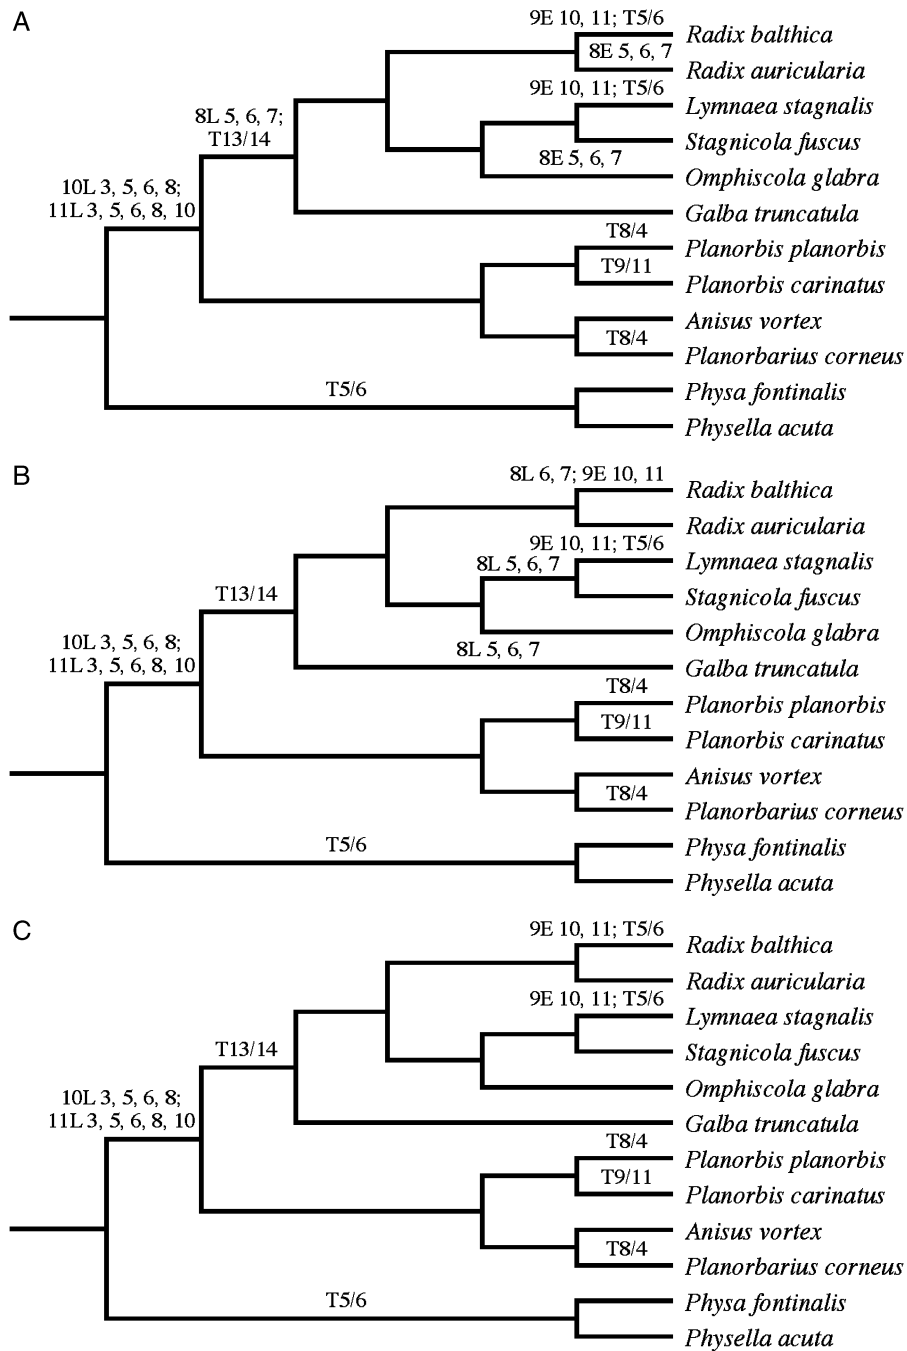 A
9E 10, 11; T5/6
Radix balthica
8E 5, 6, 7
Radix auricularia
9E 10, 11; T5/6
Lymnaea stagnalis
8L 5, 6, 7;
T13/14
Stagnicola fuscus
8E 5, 6, 7
Omphiscola glabra
10L 3, 5, 6, 8;
11L 3, 5, 6, 8, 10
Galba truncatula
T8/4
Planorbis planorbis
T9/11
Planorbis carinatus
Anisus vortex
T8/4
Planorbarius corneus
T5/6
Physa fontinalis
Physella acuta
B
8L 6, 7; 9E 10, 11
Radix balthica
Radix auricularia
9E 10, 11; T5/6
8L 5, 6, 7
Lymnaea stagnalis
T13/14
Stagnicola fuscus
Omphiscola glabra
10L 3, 5, 6, 8;
11L 3, 5, 6, 8, 10
8L 5, 6, 7
Galba truncatula
T8/4
Planorbis planorbis
T9/11
Planorbis carinatus
Anisus vortex
T8/4
Planorbarius corneus
T5/6
Physa fontinalis
Physella acuta
C
9E 10, 11; T5/6
Radix balthica
Radix auricularia
9E 10, 11; T5/6
Lymnaea stagnalis
T13/14
Stagnicola fuscus
Omphiscola glabra
10L 3, 5, 6, 8;
11L 3, 5, 6, 8, 10
Galba truncatula
T8/4
Planorbis planorbis
T9/11
Planorbis carinatus
Anisus vortex
T8/4
Planorbarius corneus
T5/6
Physa fontinalis
Physella acuta